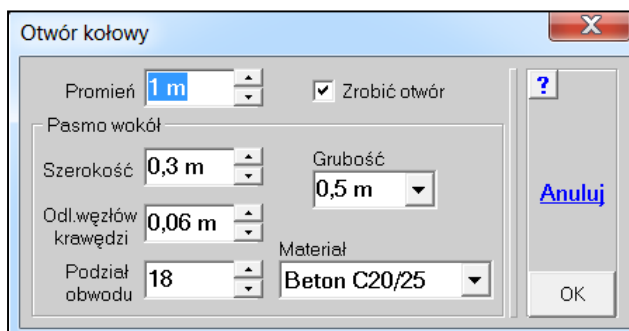 Otwór kołowy
X
Promień 1 m Zrobić otwór ?
Pasmo wokół
Szerokość 0,3 m Grubość
0,5 m Anuluj
Odl.węzłów
krawędzi 0,06 m
Materiał
Podział
obwodu 18 Beton C20/25 OK